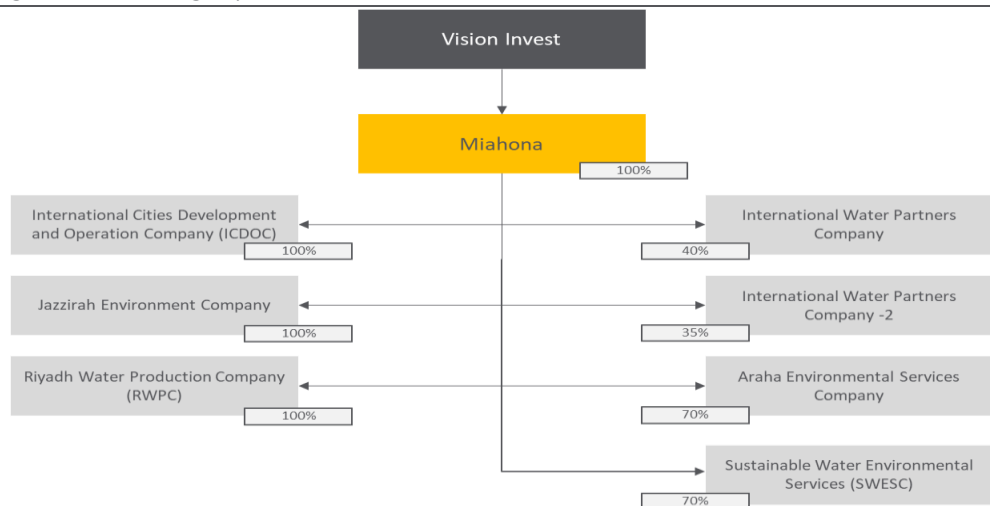 Vision Invest
Miahona
100%
International Cities Development
and Operation Company (ICDOC)
100%
International Water Partners
Company
40%
Jazzirah Environment Company
100%
International Water Partners
Company -2
35%
Riyadh Water Production Company
(RWPC)
100%
Araha Environmental Services
Company
70%
Sustainable Water Environmental
Services (SWESC)
70%